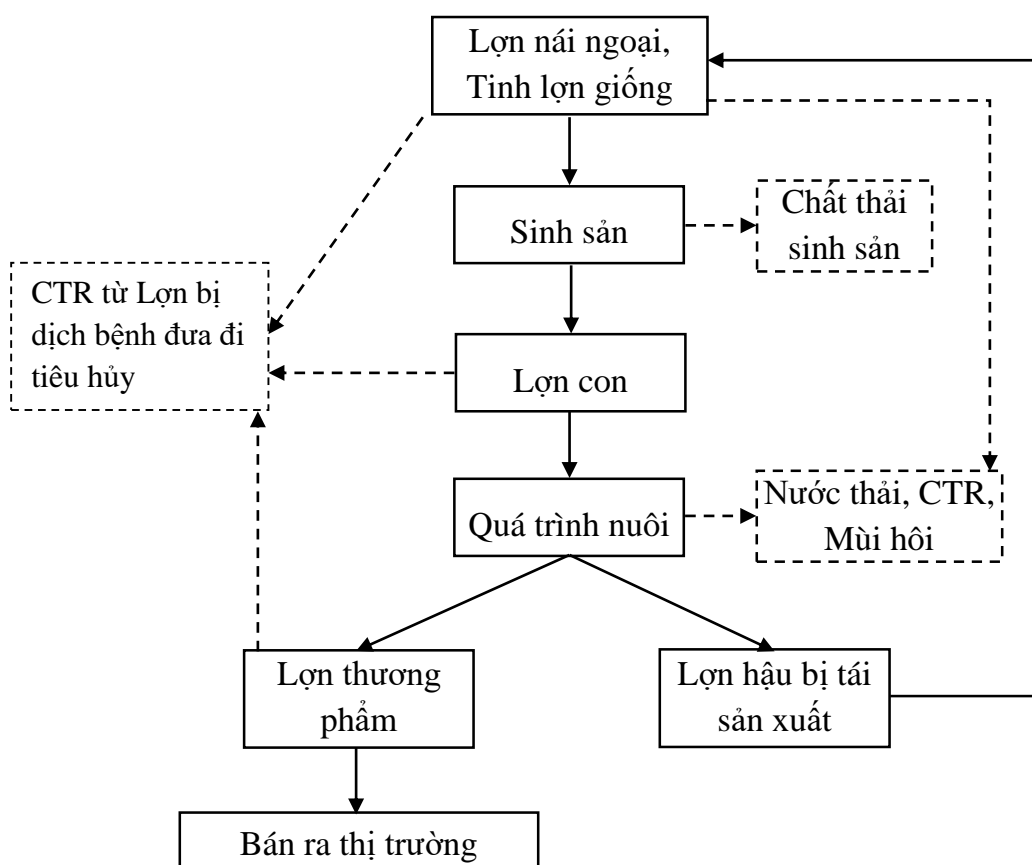 Lợn nái ngoại,
Tinh lợn giống
Sinh sản
Chất thải
sinh sản
CTR từ Lợn bị
dịch bệnh đưa đi
tiêu hủy
Lợn con
Quá trình nuôi
Nước thải, CTR,
Mùi hôi
Lợn thương
phẩm
Lợn hậu bị tái
sản xuất
Bán ra thị trường